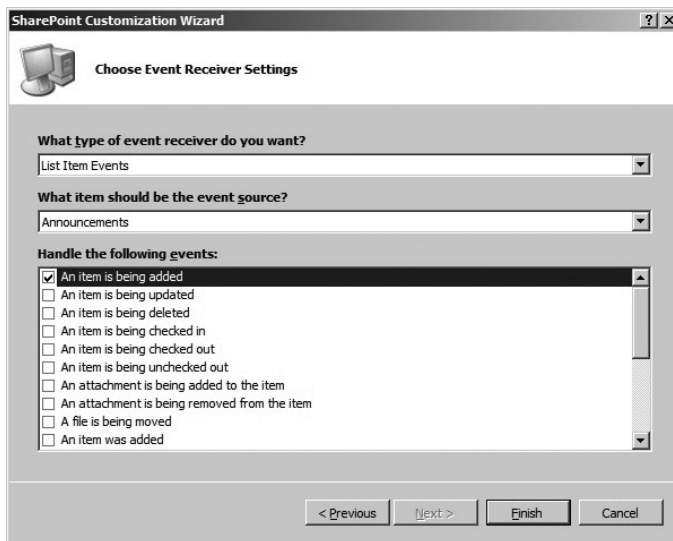 SharePoint Customization Wizard
Choose Event Receiver Settings
What type of event receiver do you want?
List Item Events
What item should be the event source?
Announcements
Handle the following events:
An item is being added
An item is being updated
An item is being deleted
An item is being checked in
An item is being checked out
An item is being unchecked out
An attachment is being added to the item
An attachment is being removed from the item
A file is being moved
An item was added
< Previous Next > Finish Cancel